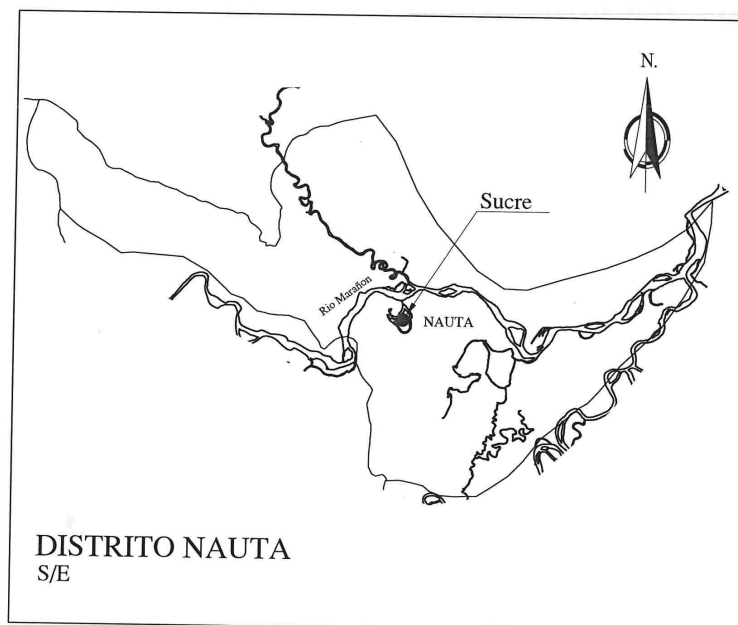 N.
Sucre
Rio Marañon
NAUTA
DISTRITO NAUTA
S/E